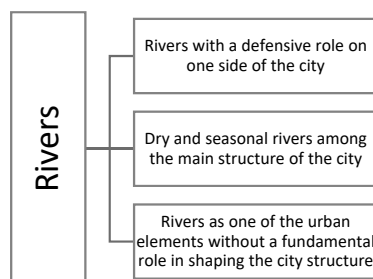 Rivers
Rivers with a defensive role on
one side of the city
Dry and seasonal rivers among
the main structure of the city
Rivers as one of the urban
elements without a fundamental
role in shaping the city structure